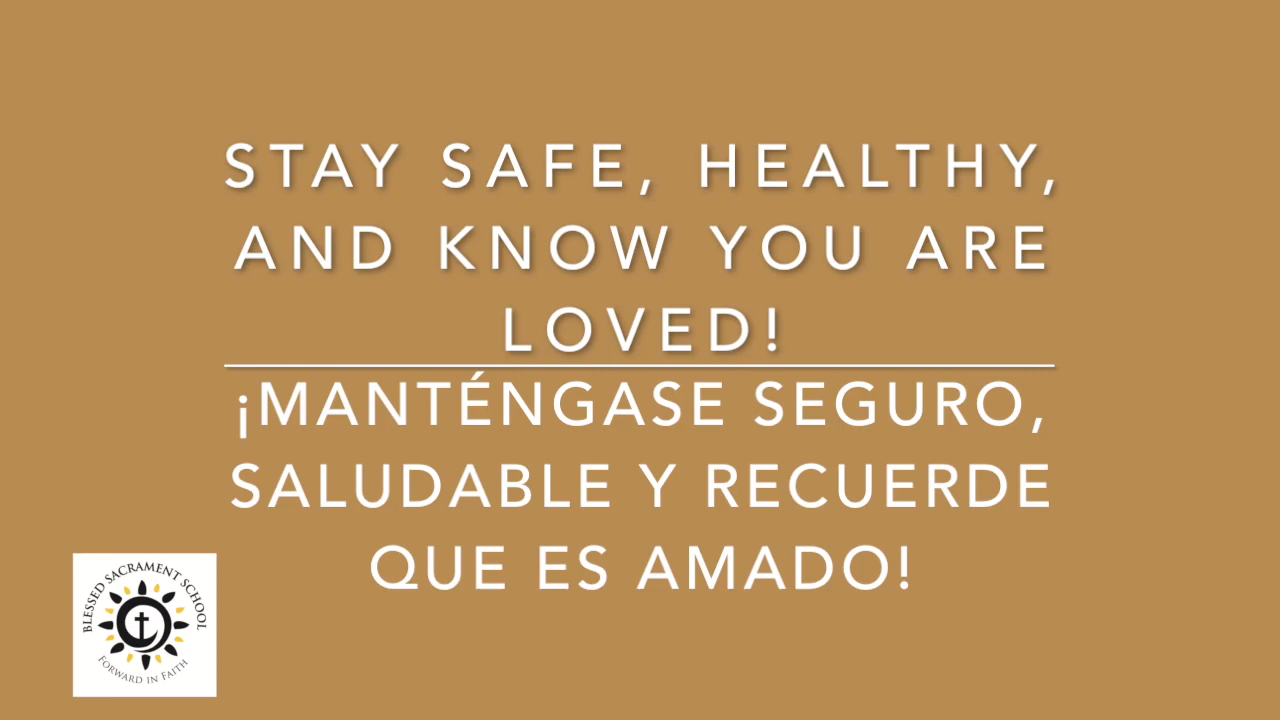 STAY SAFE, HEALTHY,
AND KNOW YOU ARE
LOVED!
¡MANTÉNGASE SEGURO,
SALUDABLE Y RECUERDE
QUE ES AMADO!
BLESSED SACRAMENT SCHOOL
FORWARD IN FAITH